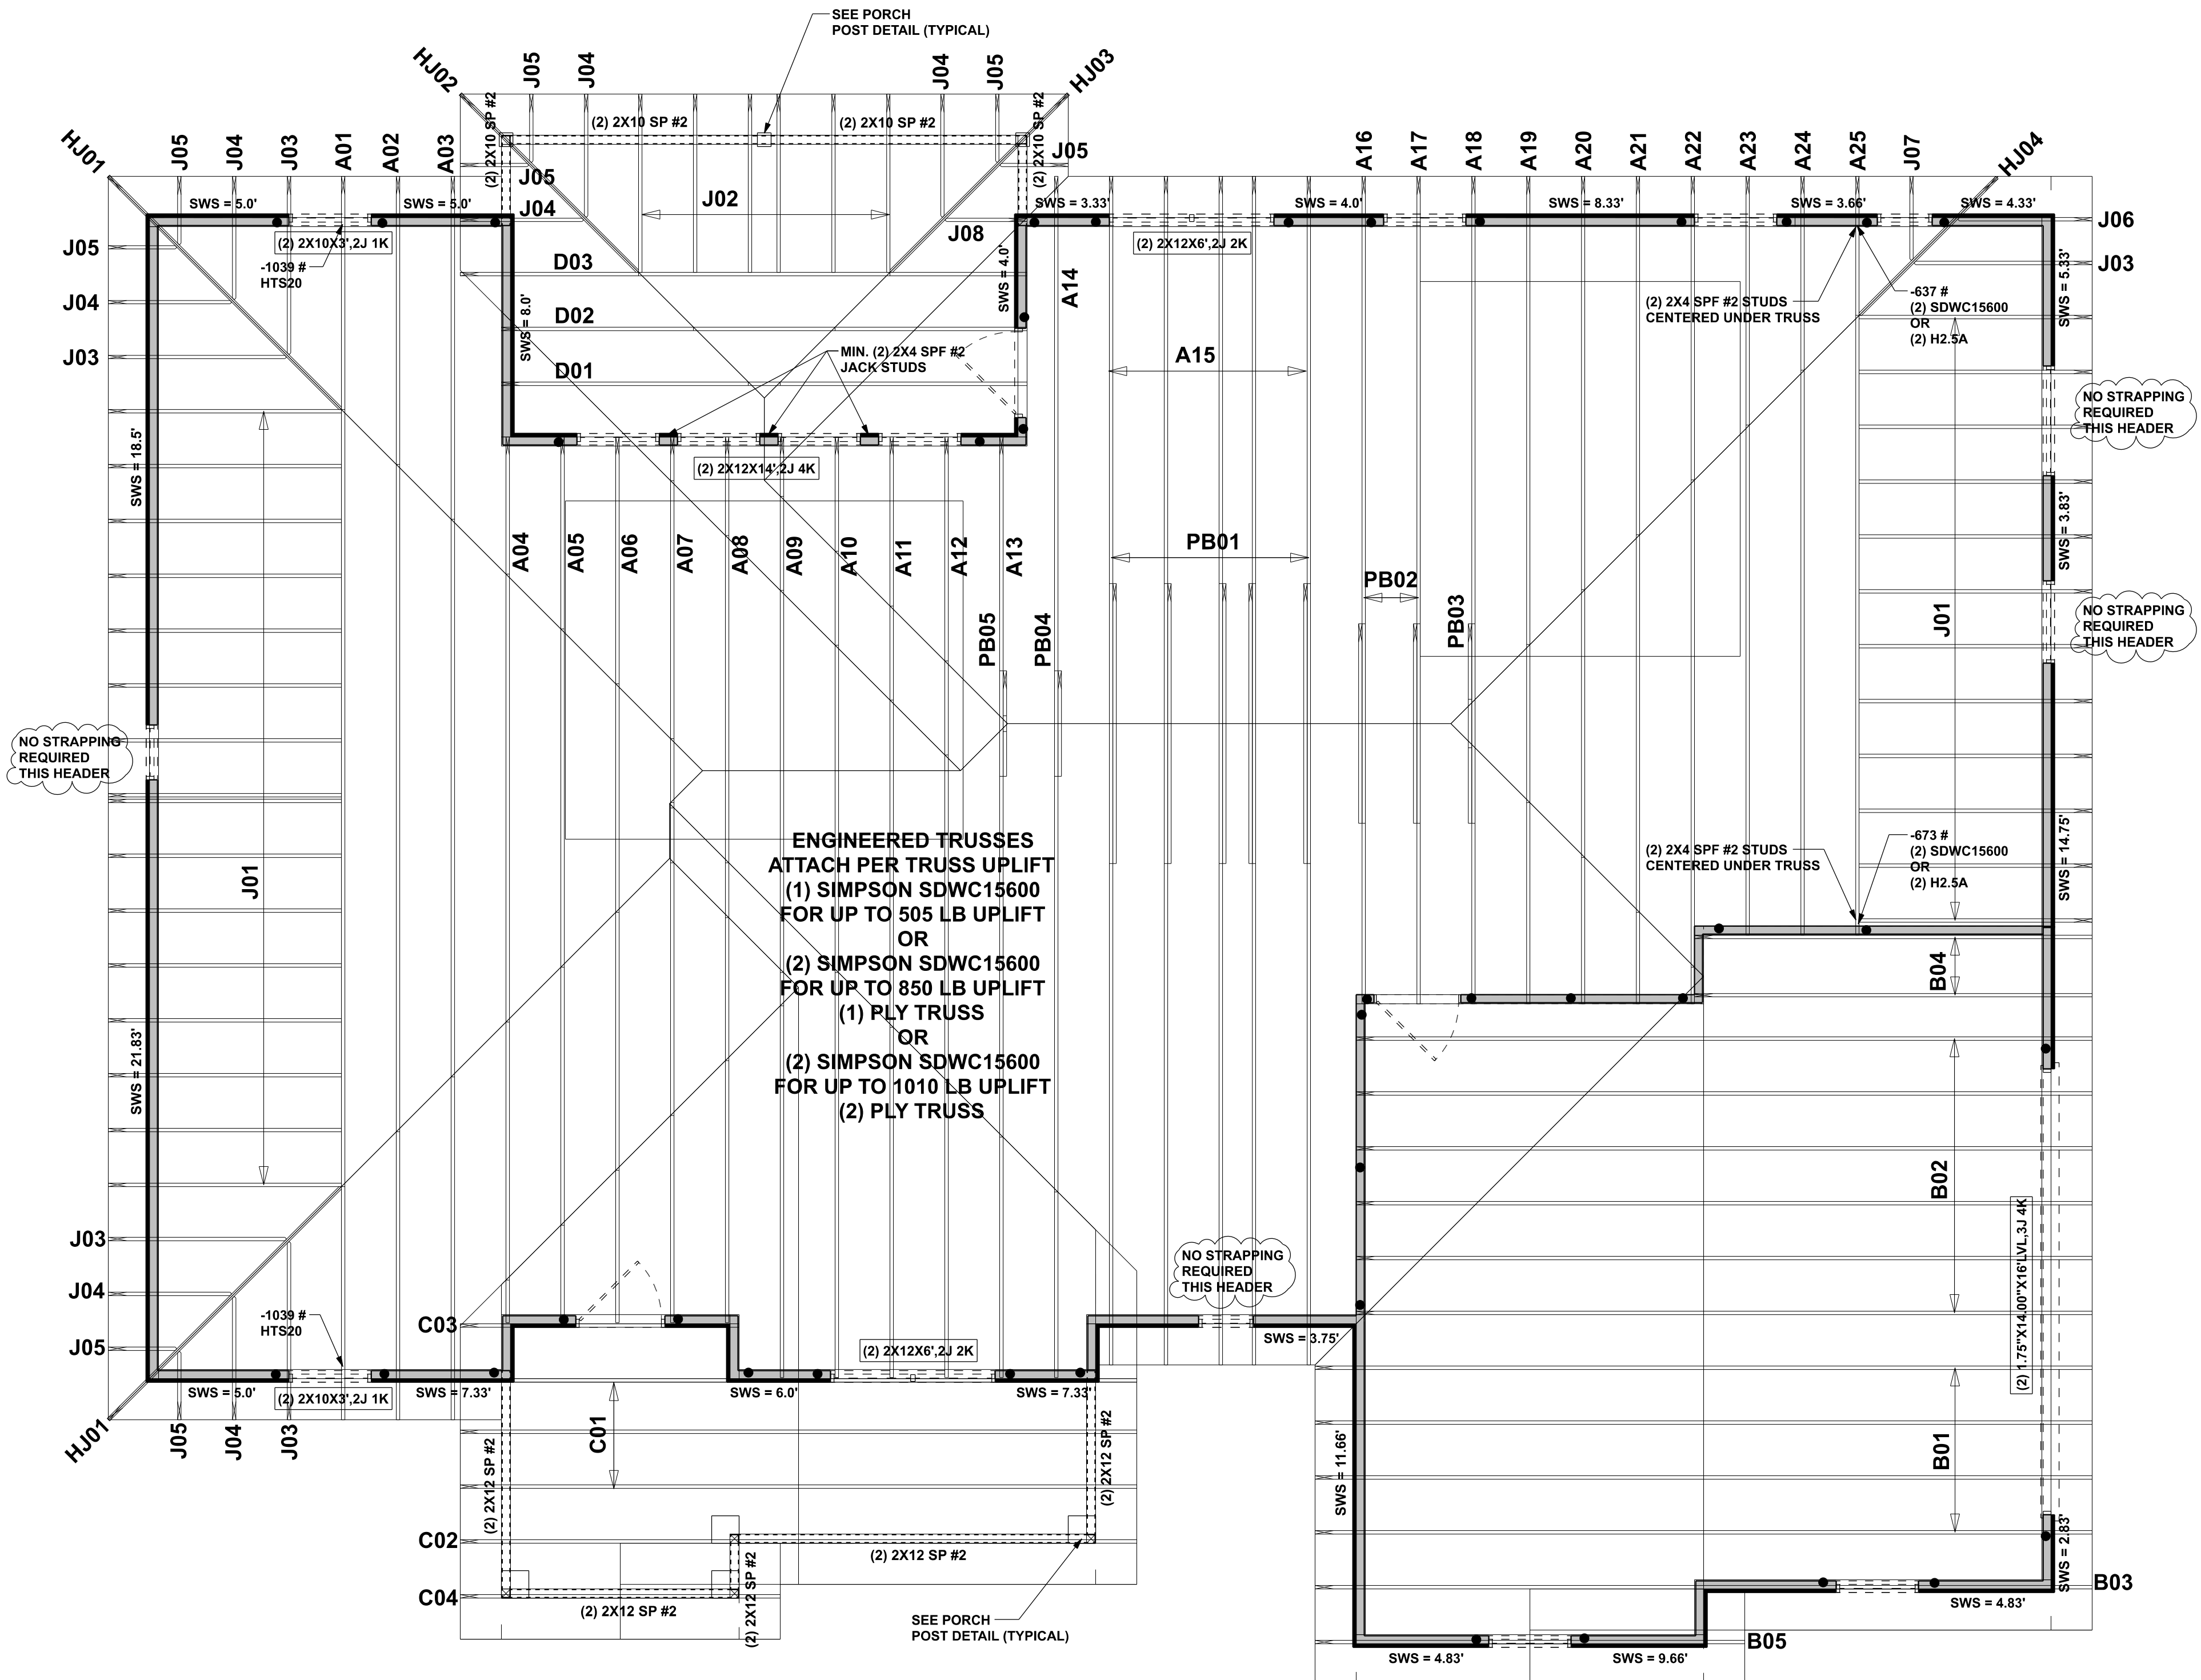 SEE PORCH
POST DETAIL (TYPICAL)
HJ02
J05
J04
J04
J05
HJ03
(2) 2X10 SP #2
(2) 2X10 SP #2
(2) 2X10 SP #2
(2) 2X10 SP #2
HJ01
J05
J04
J03
A01
A02
A03
J05
J04
J02
J05
J08
A16
A17
A18
A19
A20
A21
A22
A23
A24
A25
J07
HJ04
SWS = 5.0'
SWS = 5.0'
SWS = 3.33'
SWS = 4.0'
SWS = 8.33'
SWS = 3.66'
SWS = 4.33'
J06
J03
J05
J04
J03
(2) 2X10X3',2J 1K
-1039 #
HTS20
D03
D02
D01
SWS = 8.0'
SWS = 4.0'
A14
(2) 2X12X6',2J 2K
A15
MIN. (2) 2X4 SPF #2
JACK STUDS
(2) 2X4 SPF #2 STUDS
CENTERED UNDER TRUSS
-637 #
(2) SDWC15600
OR
(2) H2.5A
SWS = 5.33'
NO STRAPPING
REQUIRED
THIS HEADER
SWS = 18.5'
(2) 2X12X14',2J 4K
A04
A05
A06
A07
A08
A09
A10
A11
A12
A13
PB01
PB02
PB03
PB05
PB04
J01
SWS = 3.83'
NO STRAPPING
REQUIRED
THIS HEADER
NO STRAPPING
REQUIRED
THIS HEADER
J01
ENGINEERED TRUSSES
ATTACH PER TRUSS UPLIFT
(1) SIMPSON SDWC15600
FOR UP TO 505 LB UPLIFT
OR
(2) SIMPSON SDWC15600
FOR UP TO 850 LB UPLIFT
(1) PLY TRUSS
OR
(2) SIMPSON SDWC15600
FOR UP TO 1010 LB UPLIFT
(2) PLY TRUSS
(2) 2X4 SPF #2 STUDS
CENTERED UNDER TRUSS
-673 #
(2) SDWC15600
OR
(2) H2.5A
SWS = 14.75'
B04
SWS = 21.83'
B02
(2) 1.75"X14.00"X16'LVL,3J 4K
J03
J04
J05
-1039 #
HTS20
C03
NO STRAPPING
REQUIRED
THIS HEADER
SWS = 3.75'
(2) 2X12X6',2J 2K
SWS = 5.0'
(2) 2X10X3',2J 1K
SWS = 7.33'
SWS = 6.0'
SWS = 7.33'
HJ01
J05
J04
J03
(2) 2X12 SP #2
C01
(2) 2X12 SP #2
SWS = 11.66'
B01
C02
(2) 2X12 SP #2
C04
(2) 2X12 SP #2
(2) 2X12 SP #2
SEE PORCH
POST DETAIL (TYPICAL)
SWS = 2.83'
B03
SWS = 4.83'
B05
SWS = 4.83'
SWS = 9.66'